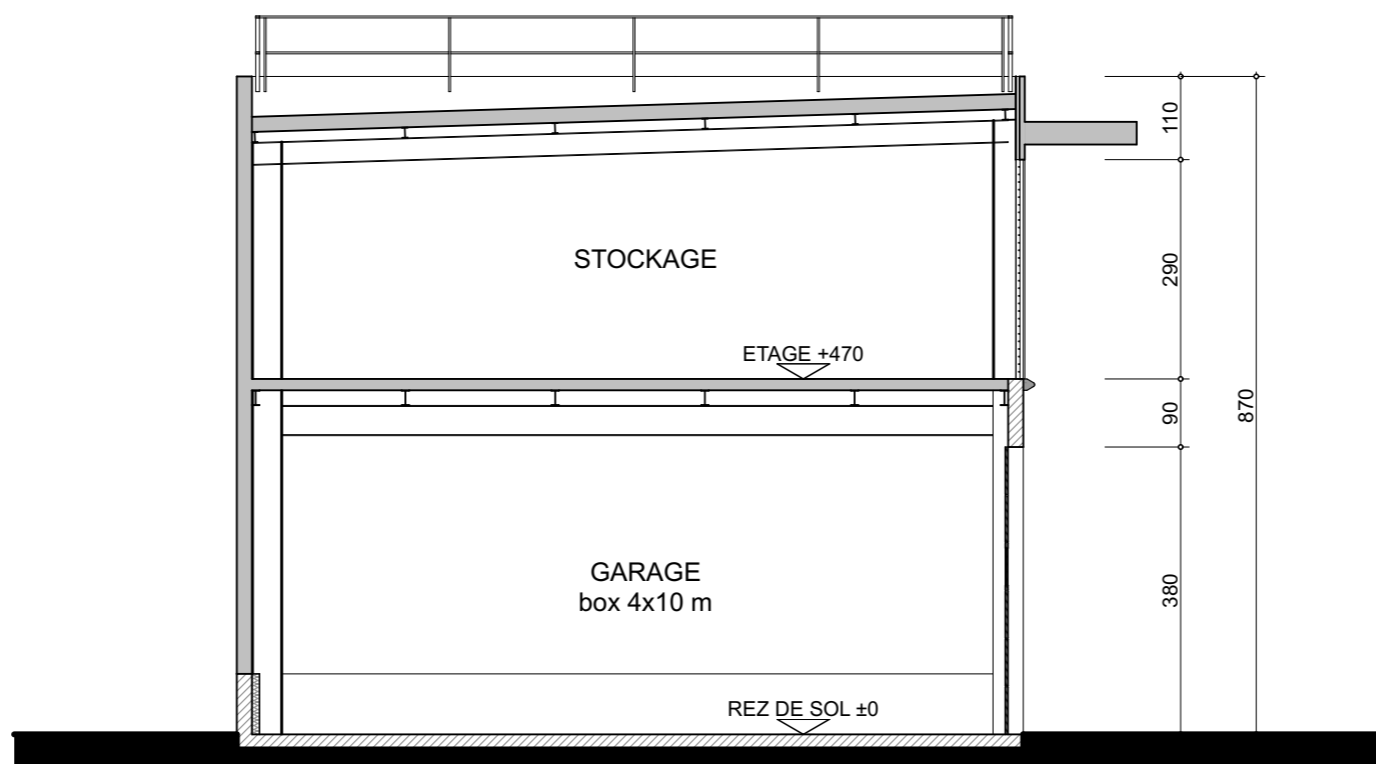 110
STOCKAGE
290
ETAGE +470
90
870
GARAGE
box 4x10 m
380
REZ DE SOL ±0